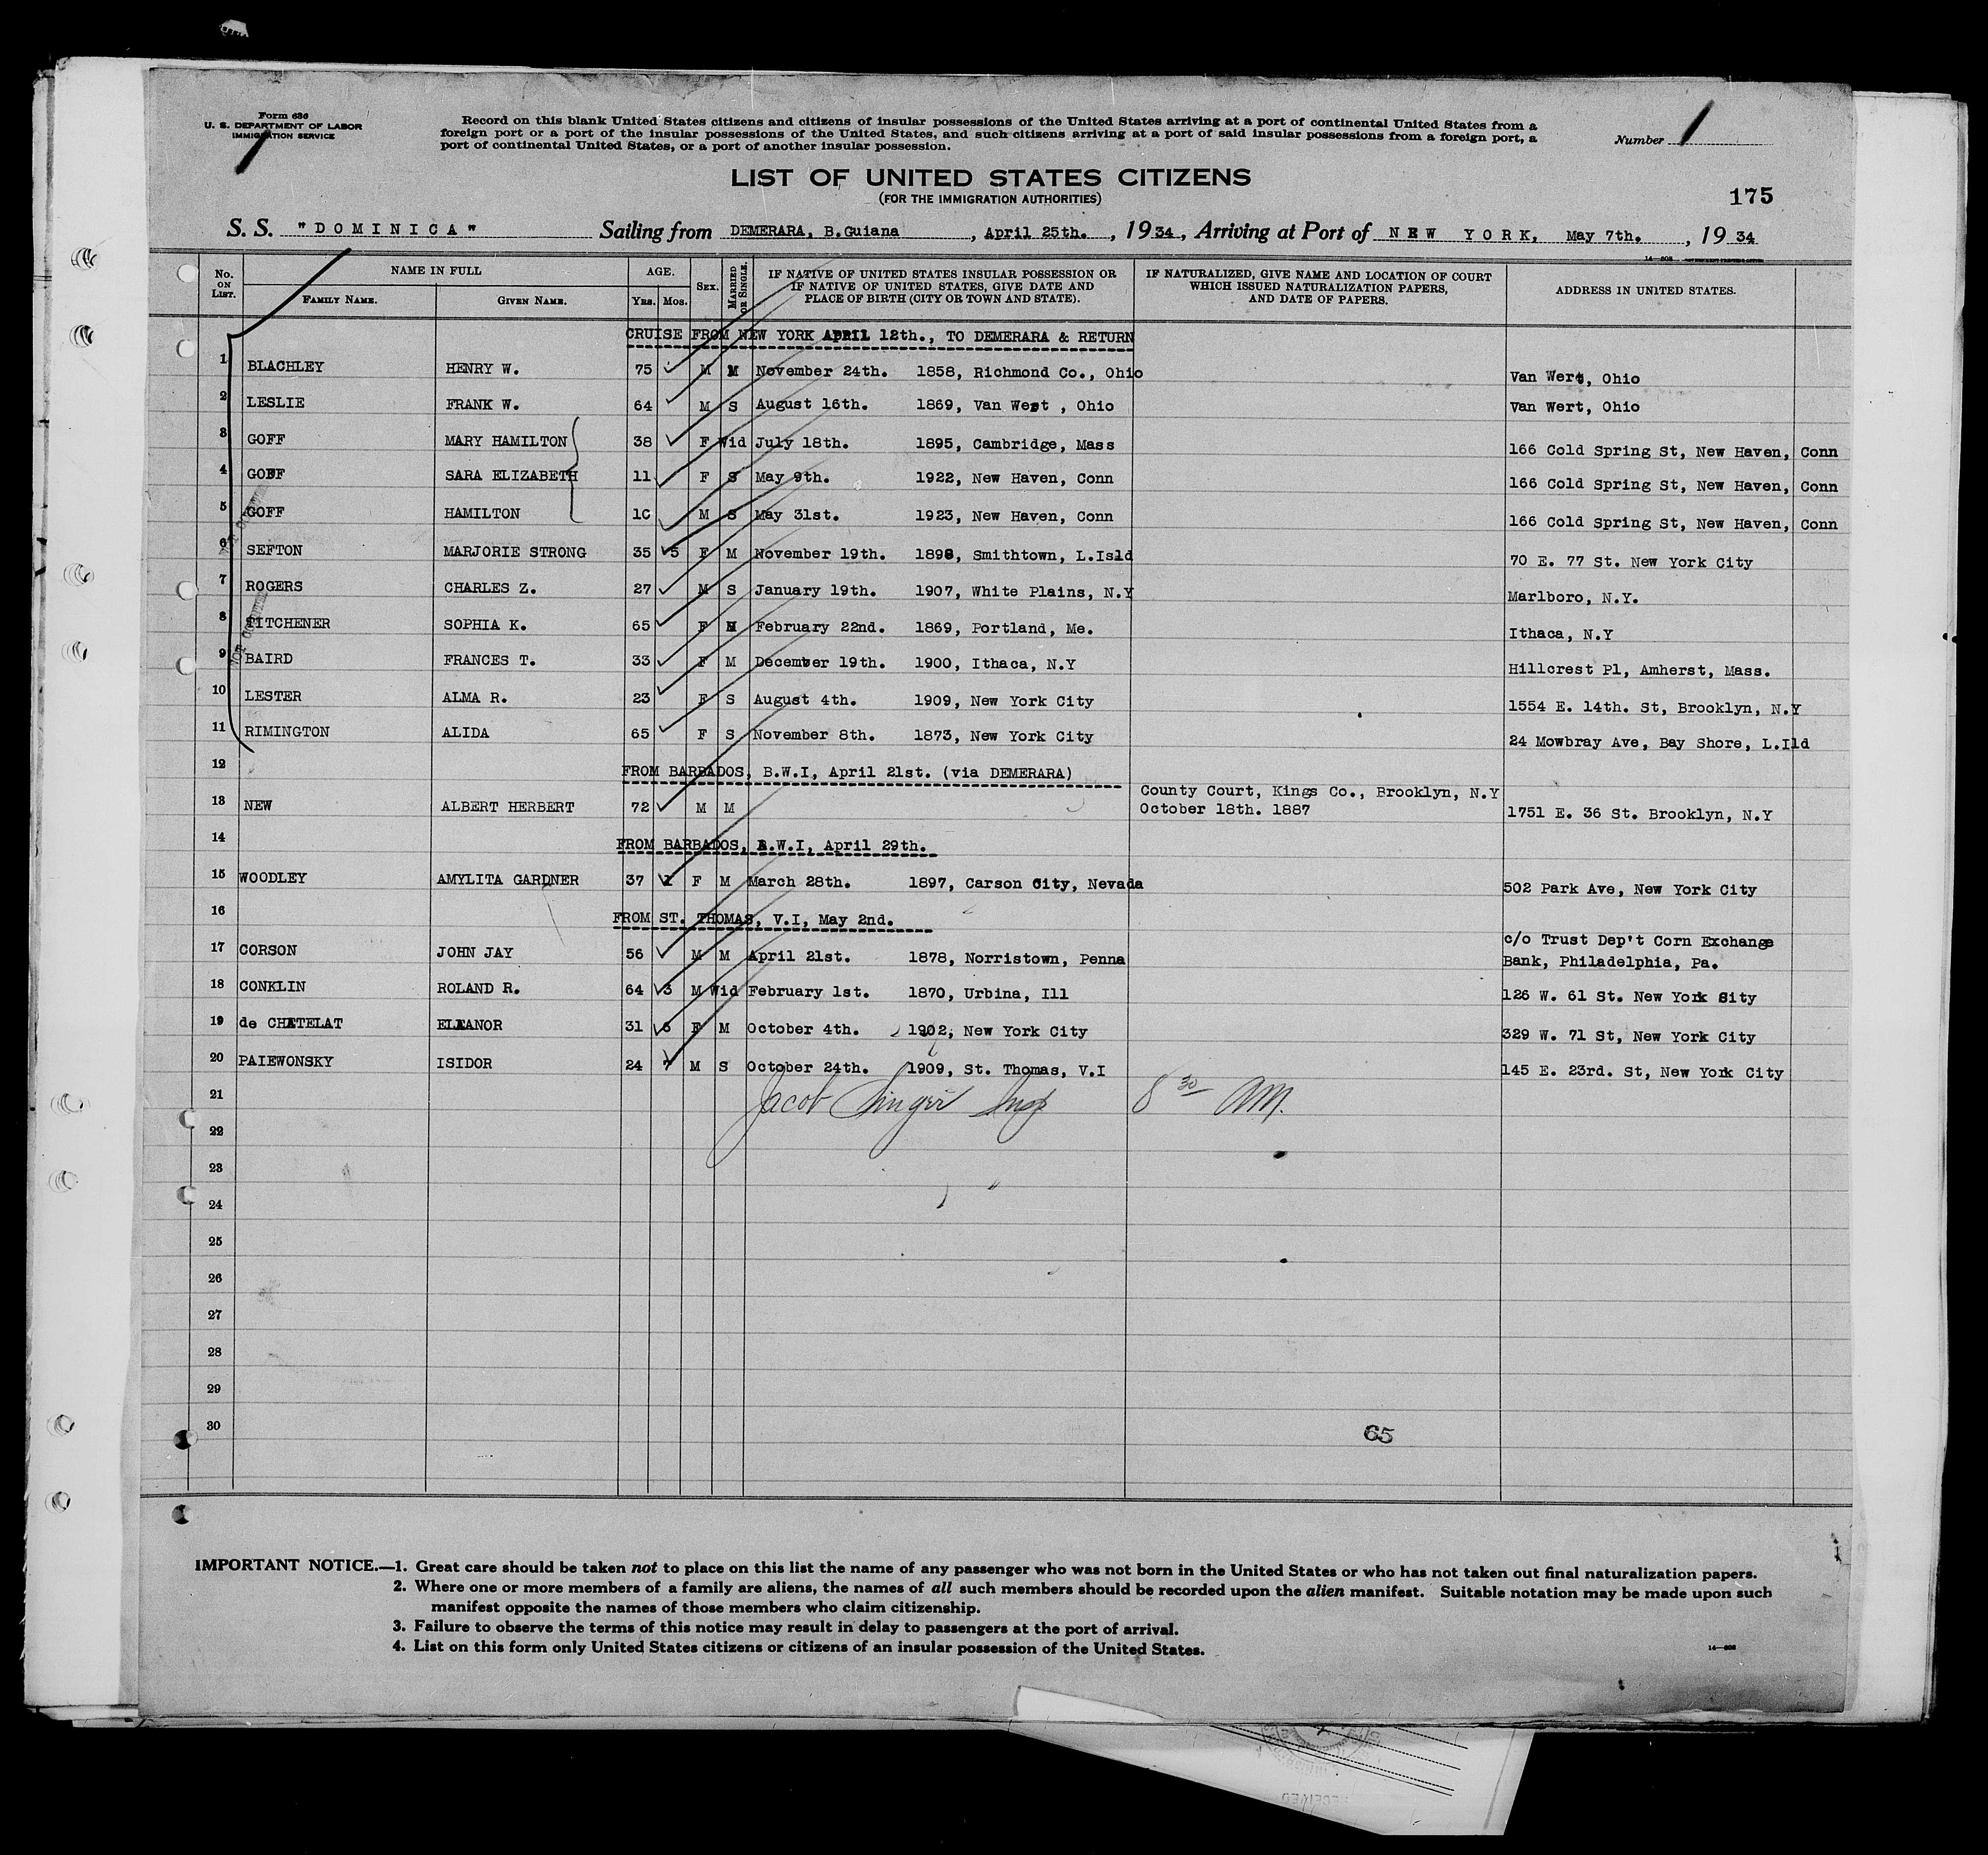 Form 630
U. S. DEPARTMENT OF LABOR
IMMIGRATION SERVICE
Record on this blank United States citizens and citizens of insular possessions of the United States arriving at a port of continental United States from a
foreign port or a port of the insular possessions of the United States, and such citizens arriving at a port of said insular possessions from a foreign port, a
port of continental United States, or a port of another insular possession.
Number 1
LIST OF UNITED STATES CITIZENS
(FOR THE IMMIGRATION AUTHORITIES)
175
S. S. "DOMINICA" Sailing from DEMERARA, B.Guiana, April 25th., 1934, Arriving at Port of NEW YORK, May 7th., 1934
No. ON LIST. NAME IN FULL FAMILY NAME. GIVEN NAME. AGE. YRS. MOS. SEX. MARRIED OR SINGLE. IF NATIVE OF UNITED STATES INSULAR POSSESSION OR IF NATIVE OF UNITED STATES, GIVE DATE AND PLACE OF BIRTH (CITY OR TOWN AND STATE). IF NATURALIZED, GIVE NAME AND LOCATION OF COURT WHICH ISSUED NATURALIZATION PAPERS, AND DATE OF PAPERS. ADDRESS IN UNITED STATES.
CRUISE FROM NEW YORK APRIL 12th., TO DEMERARA & RETURN
1 BLACHLEY HENRY W. 75 M M November 24th. 1858, Richmond Co., Ohio Van Wert, Ohio
2 LESLIE FRANK W. 64 M S August 16th. 1869, Van West , Ohio Van Wert, Ohio
3 GOFF MARY HAMILTON 38 F Wid July 18th. 1895, Cambridge, Mass 166 Cold Spring St, New Haven, Conn
4 GOFF SARA ELIZABETH 11 F S May 9th. 1922, New Haven, Conn 166 Cold Spring St, New Haven, Conn
5 GOFF HAMILTON 10 M S May 31st. 1923, New Haven, Conn 166 Cold Spring St, New Haven, Conn
6 SEFTON MARJORIE STRONG 35 5 F M November 19th. 1898, Smithtown, L.Isld 70 E. 77 St. New York City
7 ROGERS CHARLES Z. 27 M S January 19th. 1907, White Plains, N.Y Marlboro, N.Y.
8 TITCHENER SOPHIA K. 65 F M February 22nd. 1869, Portland, Me. Ithaca, N.Y
9 BAIRD FRANCES T. 33 F M December 19th. 1900, Ithaca, N.Y Hillcrest Pl, Amherst, Mass.
10 LESTER ALMA R. 23 F S August 4th. 1909, New York City 1554 E. 14th. St, Brooklyn, N.Y
11 RIMINGTON ALIDA 65 F S November 8th. 1873, New York City 24 Mowbray Ave, Bay Shore, L.Ild
12 FROM BARBADOS, B.W.I, April 21st. (via DEMERARA)
13 NEW ALBERT HERBERT 72 M M County Court, Kings Co., Brooklyn, N.Y October 18th. 1887 1751 E. 36 St. Brooklyn, N.Y
14 FROM BARBADOS, B.W.I, April 29th.
15 WOODLEY AMYLITA GARDNER 37 1 F M March 28th. 1897, Carson City, Nevada 502 Park Ave, New York City
16 FROM ST. THOMAS, V.I, May 2nd.
17 CORSON JOHN JAY 56 M M April 21st. 1878, Norristown, Penna c/o Trust Dep't Corn Exchange Bank, Philadelphia, Pa.
18 CONKLIN ROLAND R. 64 3 M Wid February 1st. 1870, Urbina, Ill 126 W. 61 St. New York City
19 de CHATELAT ELEANOR 31 6 F M October 4th. 1902, New York City 329 W. 71 St, New York City
20 PAIEWONSKY ISIDOR 24 7 M S October 24th. 1909, St. Thomas, V.I 145 E. 23rd. St, New York City
21 Jacob Singer Insp 8 30 AM.
22
23
24
25
26
27
28
29
30
65
IMPORTANT NOTICE.—1. Great care should be taken not to place on this list the name of any passenger who was not born in the United States or who has not taken out final naturalization papers.
2. Where one or more members of a family are aliens, the names of all such members should be recorded upon the alien manifest. Suitable notation may be made upon such
manifest opposite the names of those members who claim citizenship.
3. Failure to observe the terms of this notice may result in delay to passengers at the port of arrival.
4. List on this form only United States citizens or citizens of an insular possession of the United States.